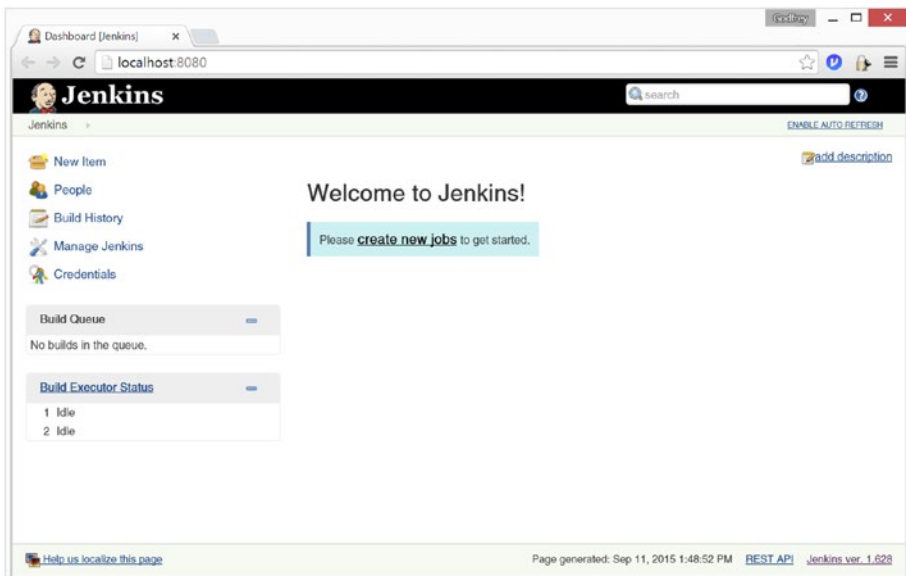 Godfrey
Dashboard [Jenkins]
localhost:8080
Jenkins
search
Jenkins
ENABLE AUTO REFRESH
New Item
add description
People
Welcome to Jenkins!
Build History
Please create new jobs to get started.
Manage Jenkins
Credentials
Build Queue
No builds in the queue.
Build Executor Status
1 Idle
2 Idle
Help us localize this page
Page generated: Sep 11, 2015 1:48:52 PM REST API Jenkins ver. 1.628